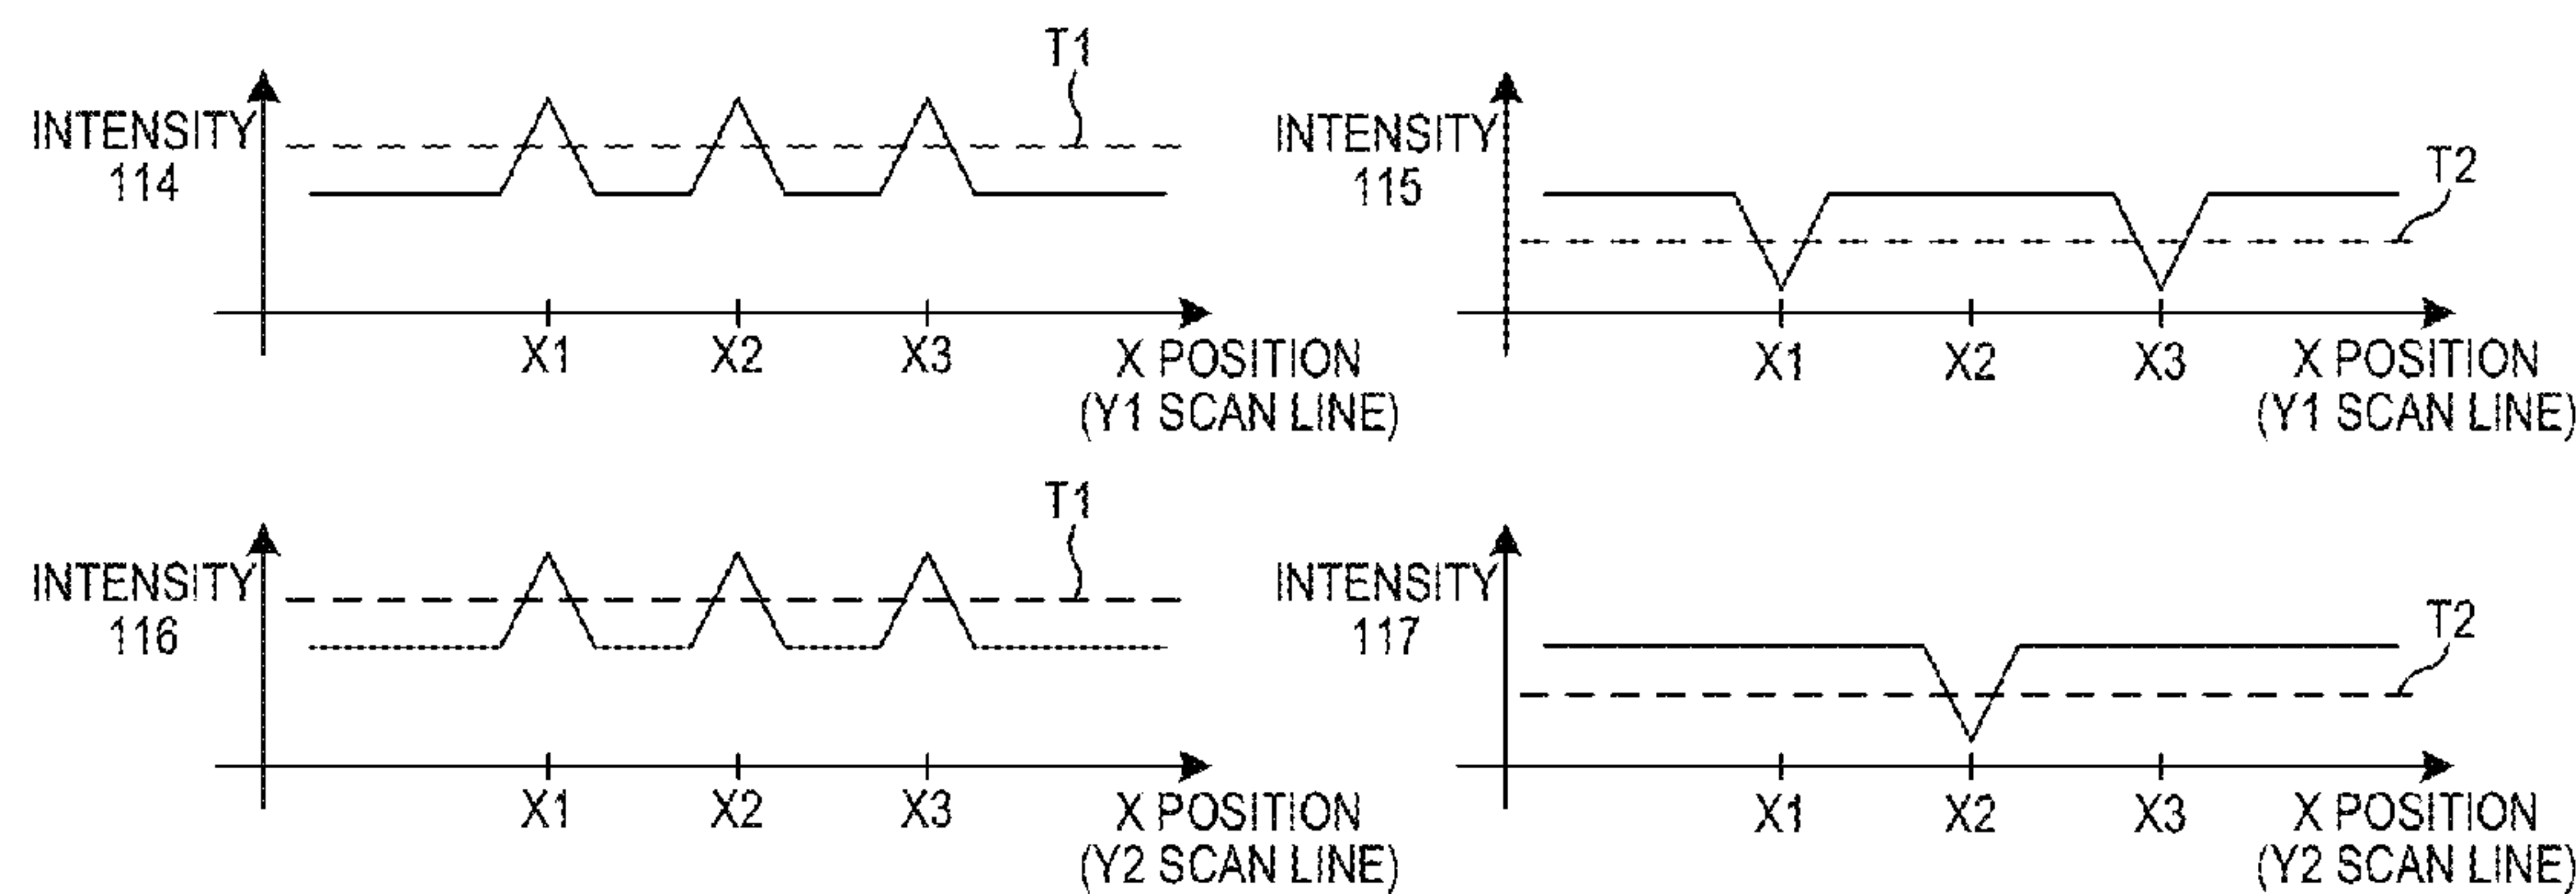 T1
INTENSITY
114
X1 X2 X3 X POSITION
(Y1 SCAN LINE)
T2
INTENSITY
115
X1 X2 X3 X POSITION
(Y1 SCAN LINE)
T1
INTENSITY
116
X1 X2 X3 X POSITION
(Y2 SCAN LINE)
T2
INTENSITY
117
X1 X2 X3 X POSITION
(Y2 SCAN LINE)